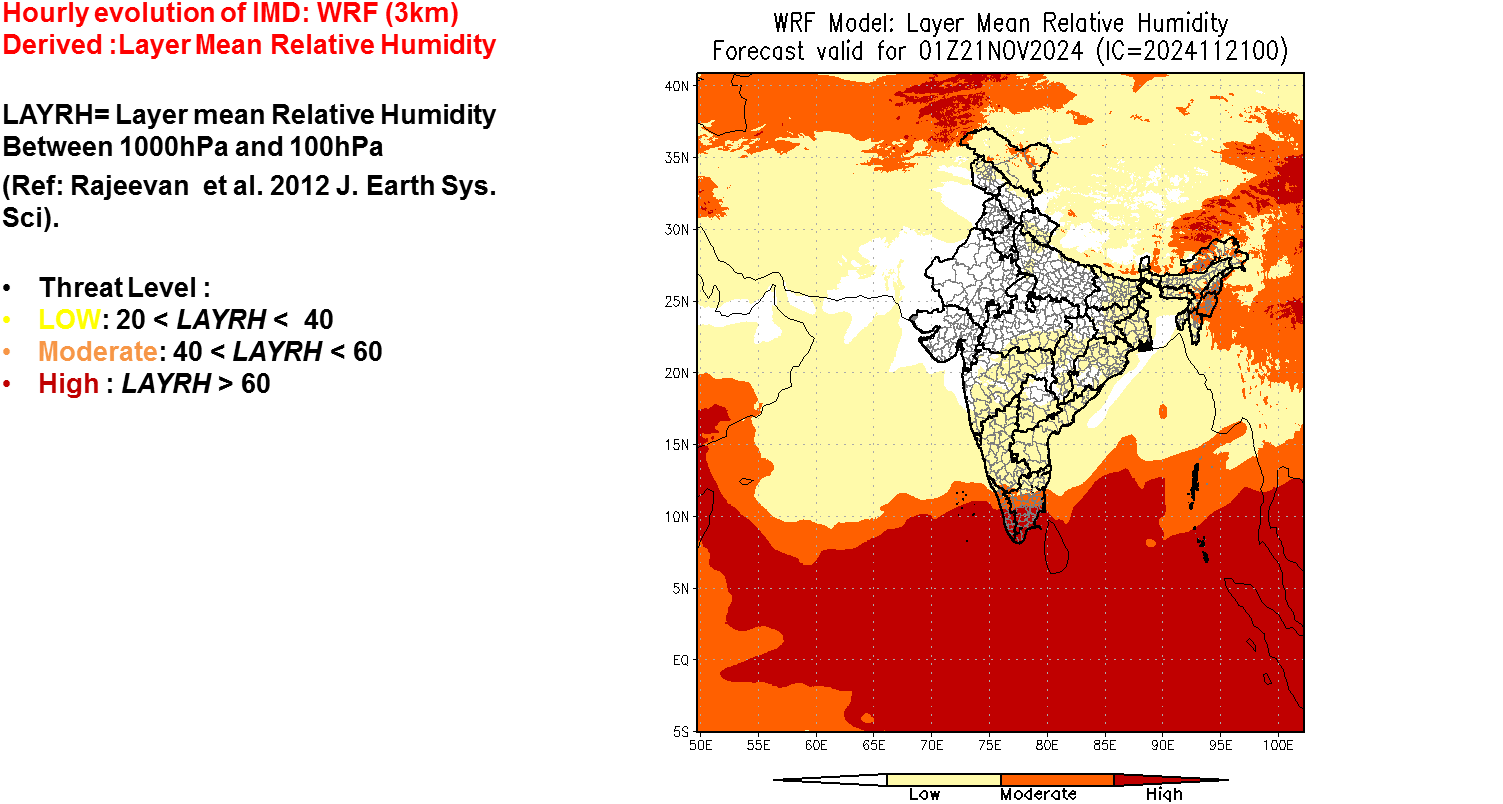 Hourly evolution of IMD: WRF (3km)
Derived :Layer Mean Relative Humidity
LAYRH= Layer mean Relative Humidity
Between 1000hPa and 100hPa
(Ref: Rajeevan et al. 2012 J. Earth Sys.
Sci).
• Threat Level :
• LOW: 20 < LAYRH < 40
• Moderate: 40 < LAYRH < 60
• High : LAYRH > 60
WRF Model: Layer Mean Relative Humidity
Forecast valid for 01Z21NOV2024 (IC=2024112100)
40N
35N
30N
25N
20N
15N
10N
5N
EQ
5S
50E 55E 60E 65E 70E 75E 80E 85E 90E 95E 100E
Low Moderate High